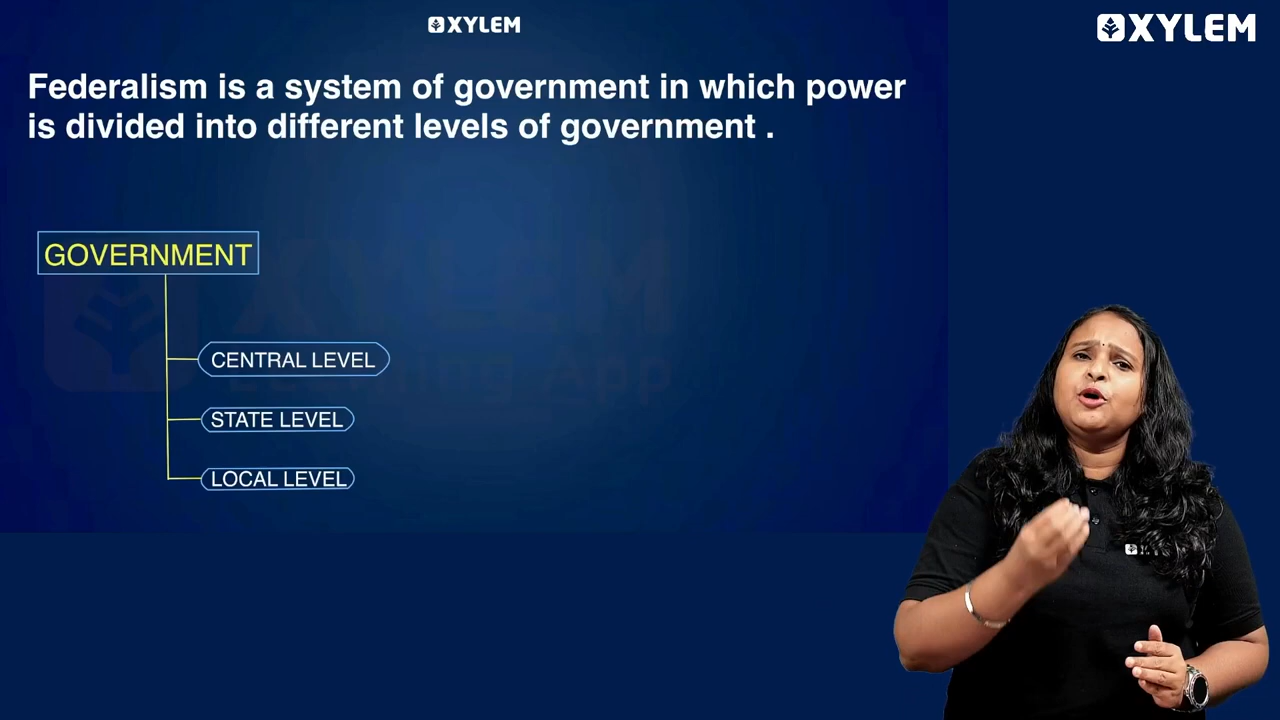 XYLEM
XYLEM
Federalism is a system of government in which power
is divided into different levels of government .
GOVERNMENT
CENTRAL LEVEL
STATE LEVEL
LOCAL LEVEL